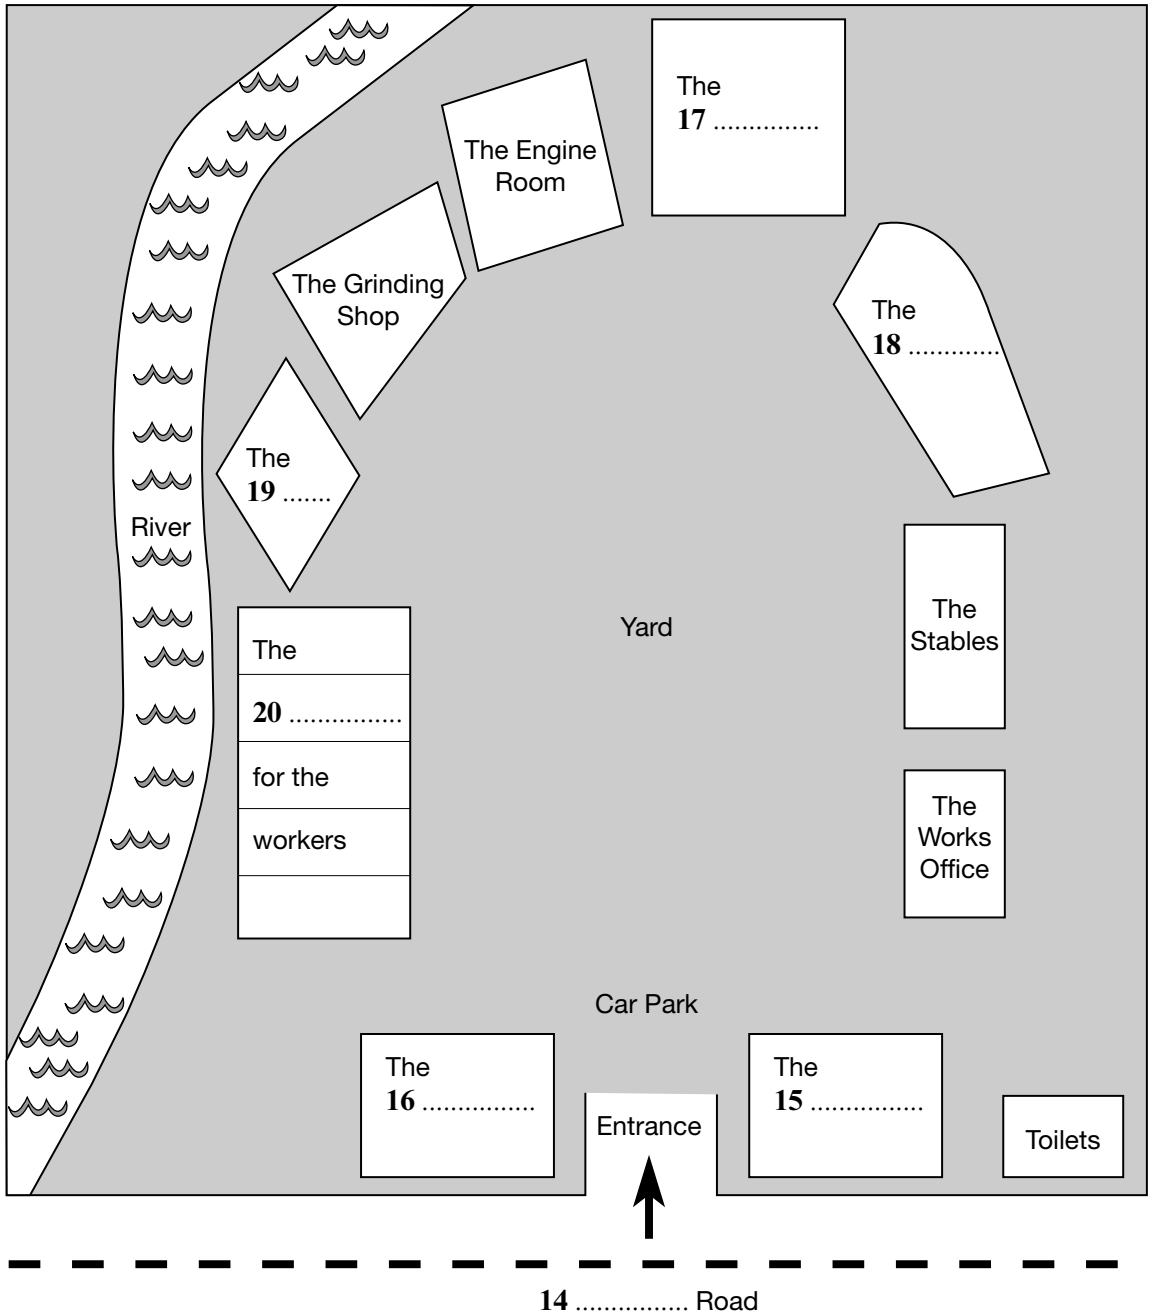 The
17 ...............
The Engine
Room
The Grinding
Shop
The
18 .............
The
19 .......
River
The
20 ................
for the
workers
Yard
The
Stables
The
Works
Office
Car Park
The
16 ................
The
15 ................
Entrance
Toilets
14 ................ Road